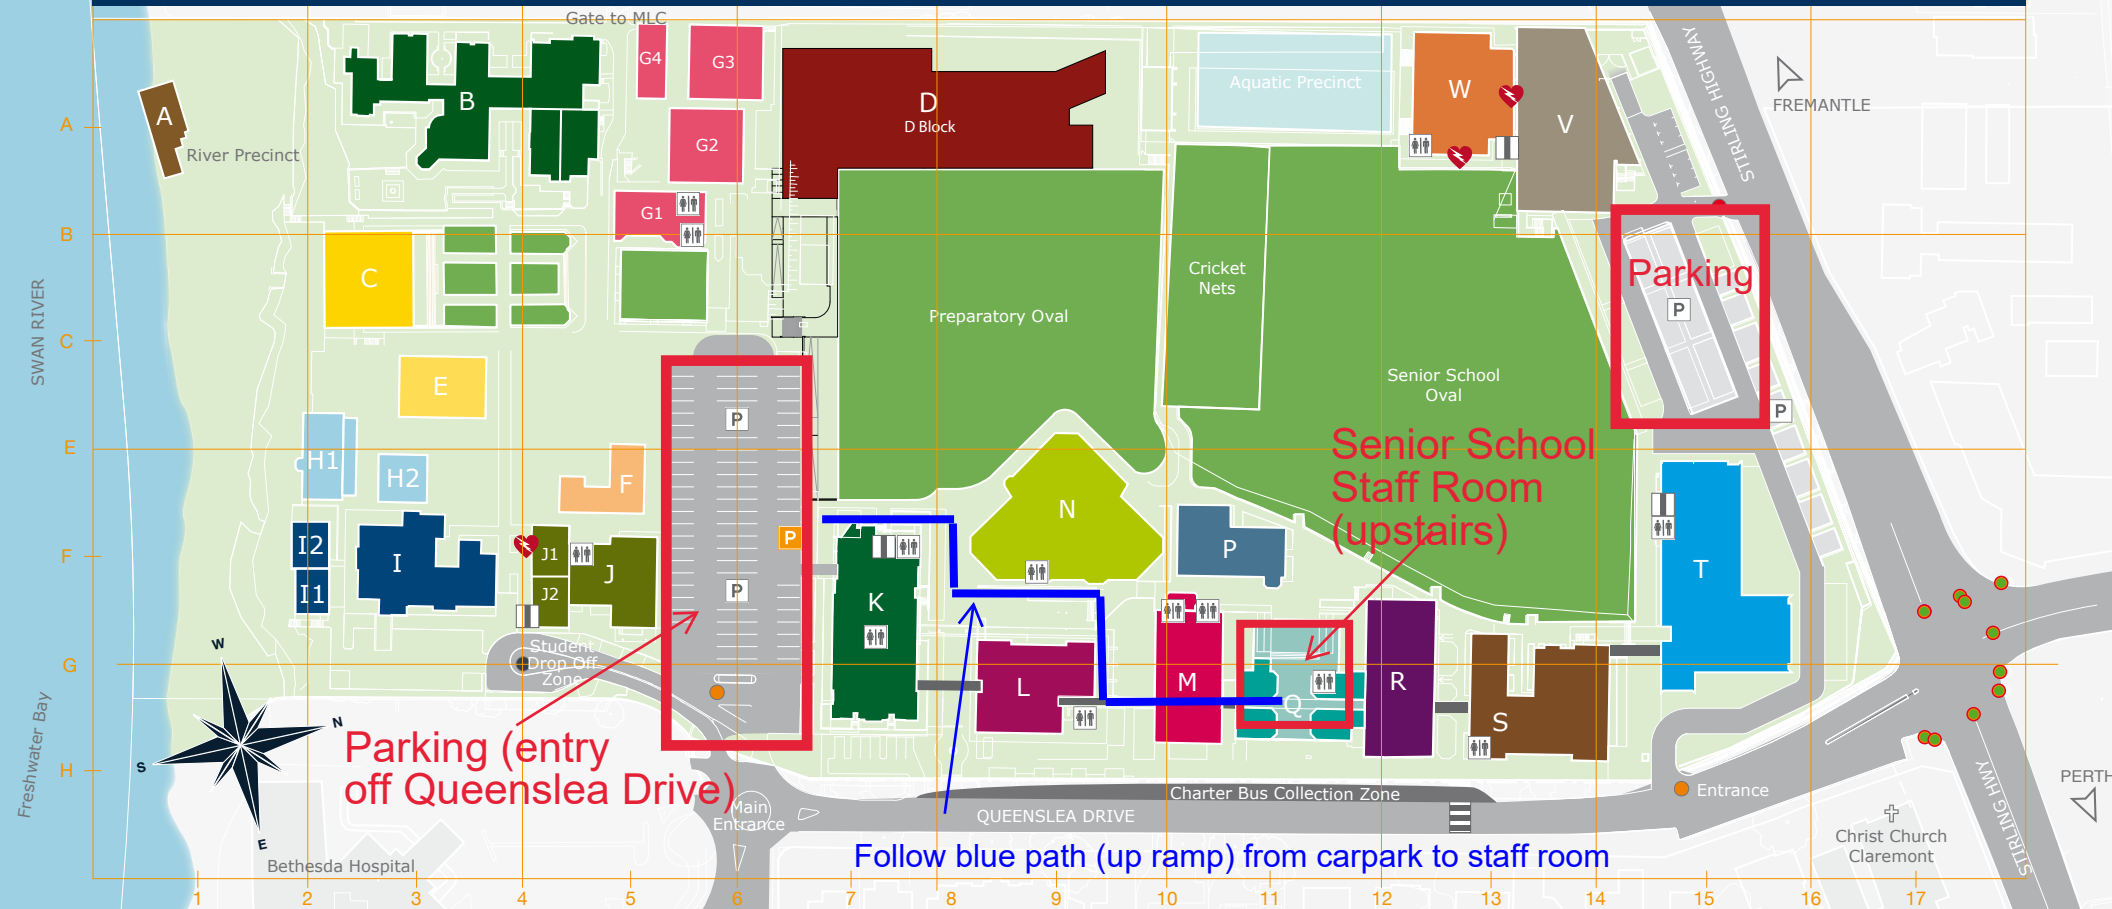 Gate to MLC
A
River Precinct
B
G4
G3
G2
G1
D
D Block
Aquatic Precinct
W
V
STIRLING HIGHWAY
FREMANTLE
A
B
C
E
F
G
H
SWAN RIVER
Freshwater Bay
C
E
Preparatory Oval
Cricket
Nets
Senior School
Oval
Parking
P
P
H1
H2
F
I2
I1
I
J1
J2
J
P
P
P
K
N
P
Senior School
Staff Room
(upstairs)
T
Student
Drop Off
Zone
L
M
Q
R
S
W
N
S
E
Parking (entry
off Queenslea Drive)
Main
Entrance
Charter Bus Collection Zone
QUEENSLEA DRIVE
Entrance
Follow blue path (up ramp) from carpark to staff room
Bethesda Hospital
Christ Church
Claremont
STIRLING HWY
PERTH
1 2 3 4 5 6 7 8 9 10 11 12 13 14 15 16 17